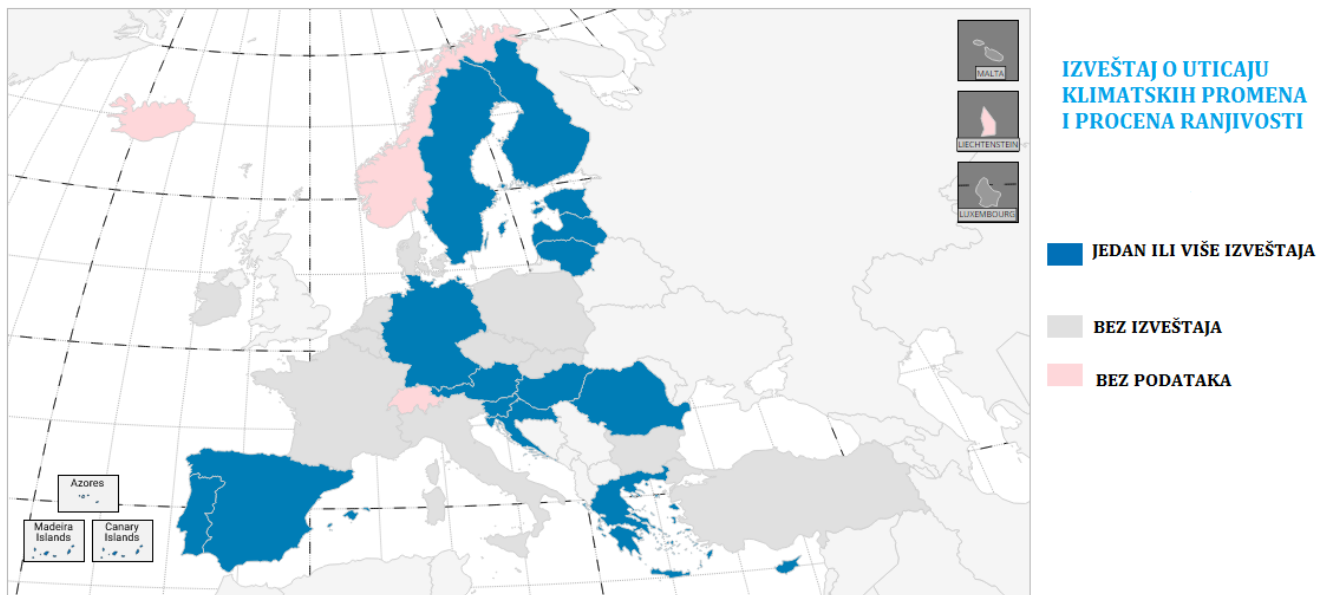 MALTA
LIECHTENSTEIN
LUXEMBOURG
Azores
Madeira
Islands
Canary
Islands
IZVEŠTAJ O UTICAJU
KLIMATSKIH PROMENA
I PROCENA RANJIVOSTI
JEDAN ILI VIŠE IZVEŠTAJA
BEZ IZVEŠTAJA
BEZ PODATAKA